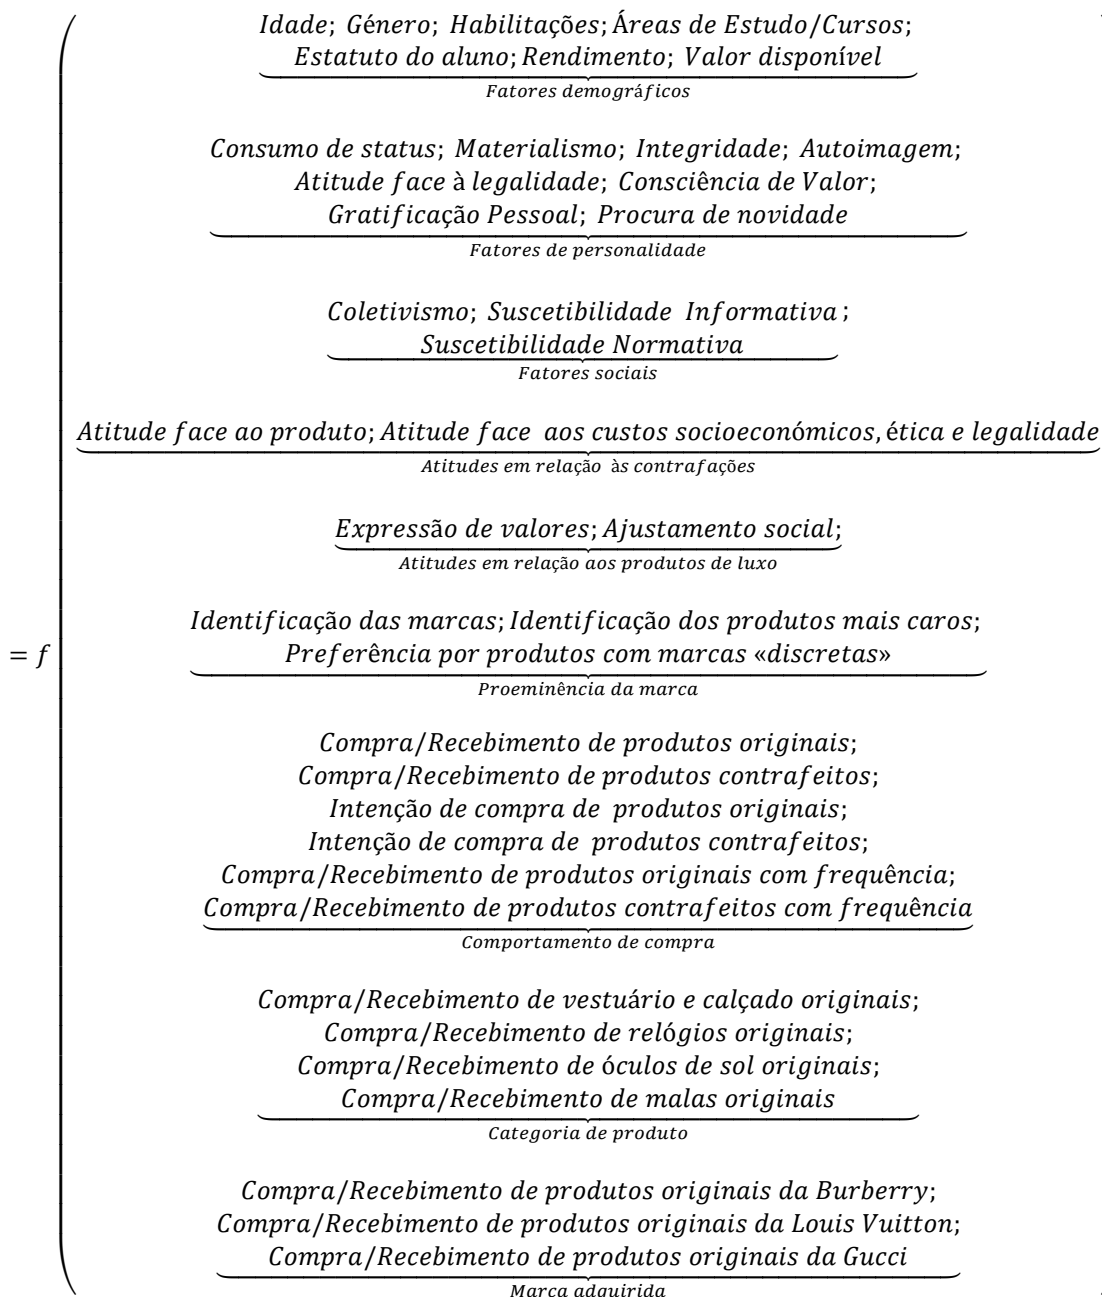 Idade; Género; Habilitações; Áreas de Estudo/Cursos;
Estatuto do aluno; Rendimento; Valor disponível
Fatores demográficos
Consumo de status; Materialismo; Integridade; Autoimagem;
Atitude face à legalidade; Consciência de Valor;
Gratificação Pessoal; Procura de novidade
Fatores de personalidade
Coletivismo; Suscetibilidade Informativa;
Suscetibilidade Normativa
Fatores sociais
Atitude face ao produto; Atitude face aos custos socioeconómicos, ética e legalidade
Atitudes em relação às contrafações
Expressão de valores; Ajustamento social;
Atitudes em relação aos produtos de luxo
Identificação das marcas; Identificação dos produtos mais caros;
= f
Preferência por produtos com marcas «discretas»
Proeminência da marca
Compra/Recebimento de produtos originais;
Compra/Recebimento de produtos contrafeitos;
Intenção de compra de produtos originais;
Intenção de compra de produtos contrafeitos;
Compra/Recebimento de produtos originais com frequência;
Compra/Recebimento de produtos contrafeitos com frequência
Comportamento de compra
Compra/Recebimento de vestuário e calçado originais;
Compra/Recebimento de relógios originais;
Compra/Recebimento de óculos de sol originais;
Compra/Recebimento de malas originais
Categoria de produto
Compra/Recebimento de produtos originais da Burberry;
Compra/Recebimento de produtos originais da Louis Vuitton;
Compra/Recebimento de produtos originais da Gucci
Marca adquirida